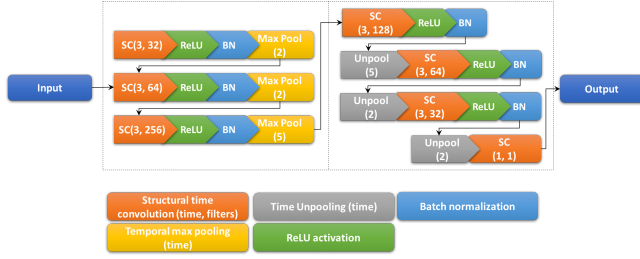 Input
SC(3, 32)
ReLU
BN
Max Pool
(2)
SC(3, 64)
ReLU
BN
Max Pool
(2)
SC(3, 256)
ReLU
BN
Max Pool
(5)
SC
(3, 128)
ReLU
BN
Unpool
(5)
SC
(3, 64)
ReLU
BN
Unpool
(2)
SC
(3, 32)
ReLU
BN
Unpool
(2)
SC
(1, 1)
Output
Structural time
convolution (time, filters)
Time Unpooling (time)
Batch normalization
Temporal max pooling
(time)
ReLU activation